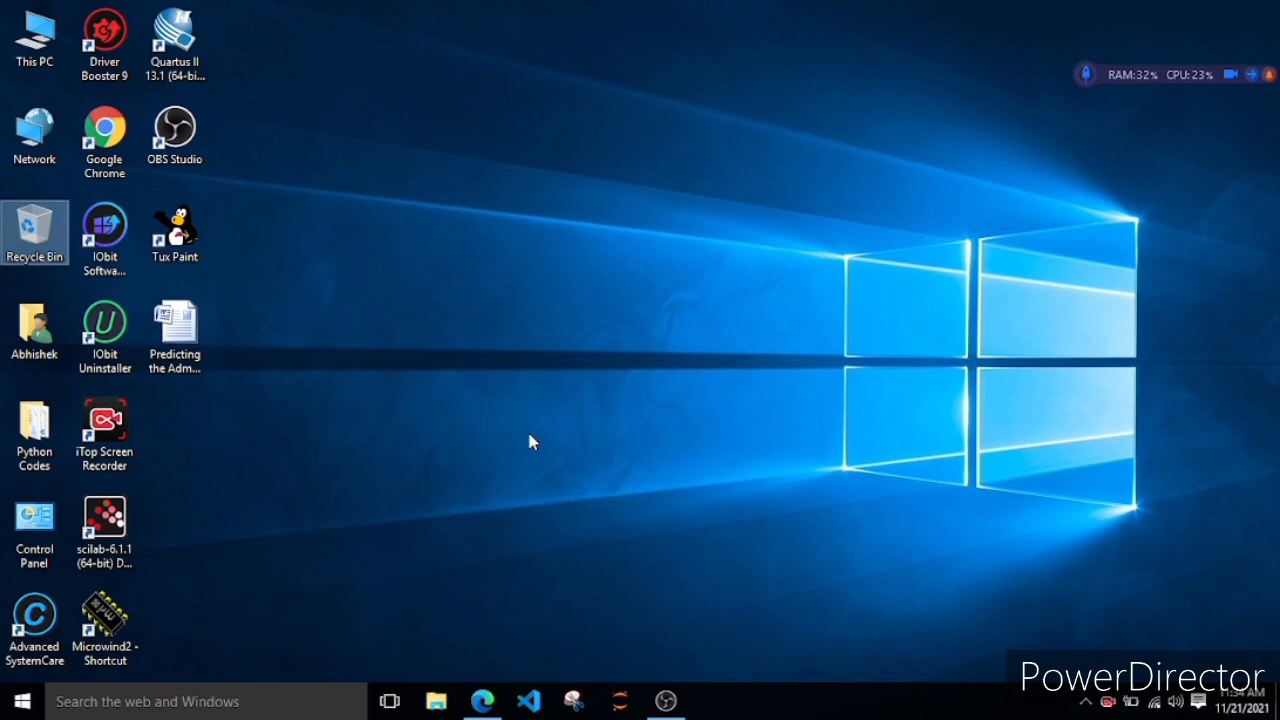 This PC
Driver
Booster 9
Quartus II
13.1 (64-bi...
RAM:32% CPU:23%
Network
Google
Chrome
OBS Studio
Recycle Bin
IObit
Softwa...
Tux Paint
Abhishek
IObit
Uninstaller
Predicting
the Adm...
Python
Codes
iTop Screen
Recorder
Control
Panel
scilab-6.1.1
(64-bit) D...
Advanced
SystemCare
Microwind2 -
Shortcut
PowerDirector
Search the web and Windows
11:34 AM
11/21/2021